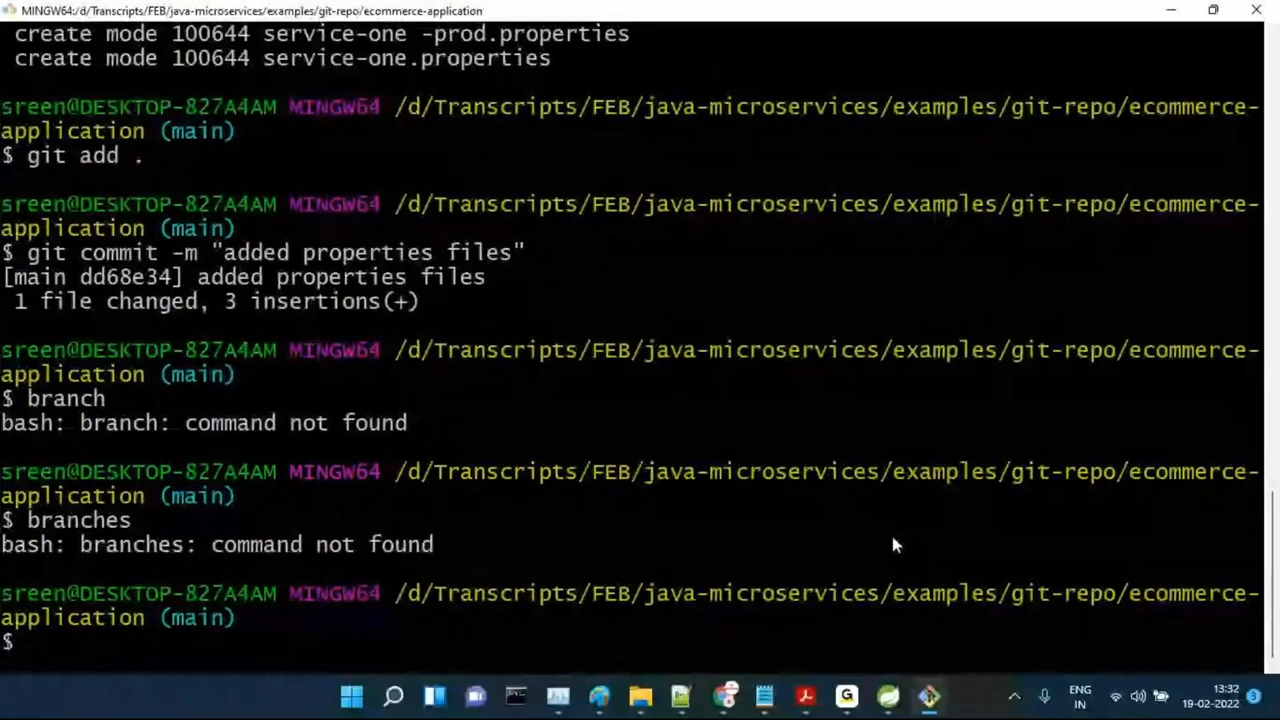 MINGW64:/d/Transcripts/FEB/java-microservices/examples/git-repo/ecommerce-application
create mode 100644 service-one -prod.properties
create mode 100644 service-one.properties
sreen@DESKTOP-827A4AM MINGW64 /d/Transcripts/FEB/java-microservices/examples/git-repo/ecommerce-
application (main)
$ git add .
sreen@DESKTOP-827A4AM MINGW64 /d/Transcripts/FEB/java-microservices/examples/git-repo/ecommerce-
application (main)
$ git commit -m "added properties files"
[main dd68e34] added properties files
1 file changed, 3 insertions(+)
sreen@DESKTOP-827A4AM MINGW64 /d/Transcripts/FEB/java-microservices/examples/git-repo/ecommerce-
application (main)
$ branch
bash: branch: command not found
sreen@DESKTOP-827A4AM MINGW64 /d/Transcripts/FEB/java-microservices/examples/git-repo/ecommerce-
application (main)
$ branches
bash: branches: command not found
sreen@DESKTOP-827A4AM MINGW64 /d/Transcripts/FEB/java-microservices/examples/git-repo/ecommerce-
application (main)
$
ENG
IN
13:32
19-02-2022
3